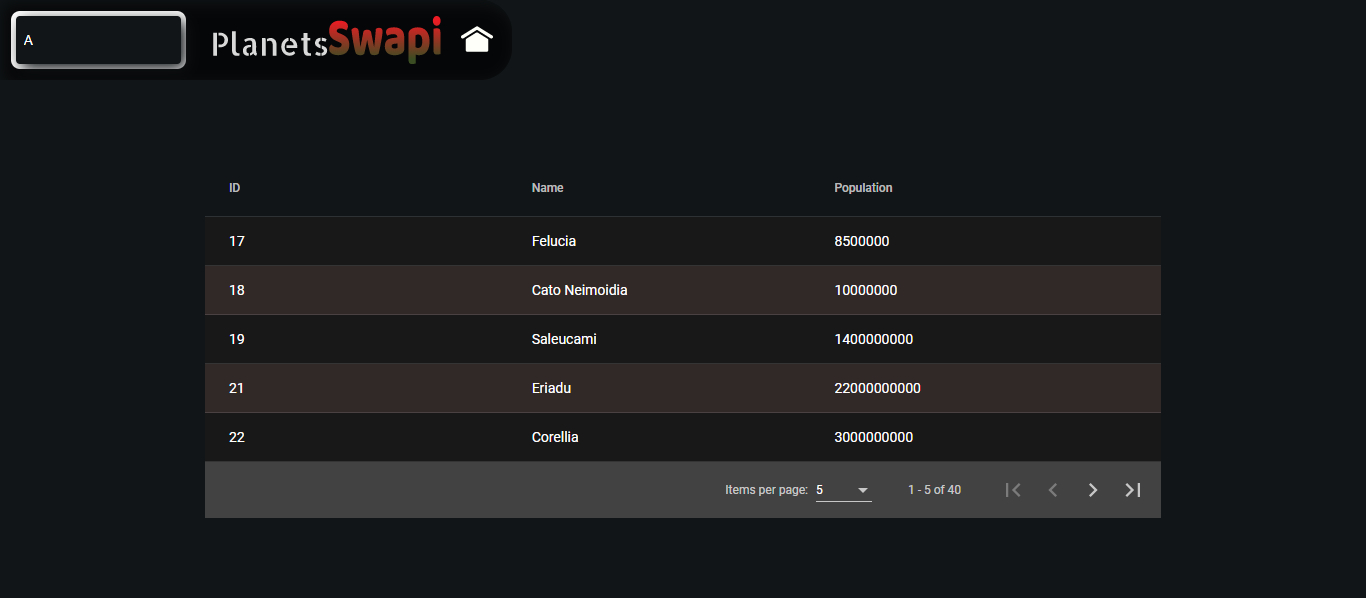 A
PlanetsSwapi
ID Name Population
17 Felucia 8500000
18 Cato Neimoidia 10000000
19 Saleucami 1400000000
21 Eriadu 22000000000
22 Corellia 3000000000
Items per page: 5 1 - 5 of 40